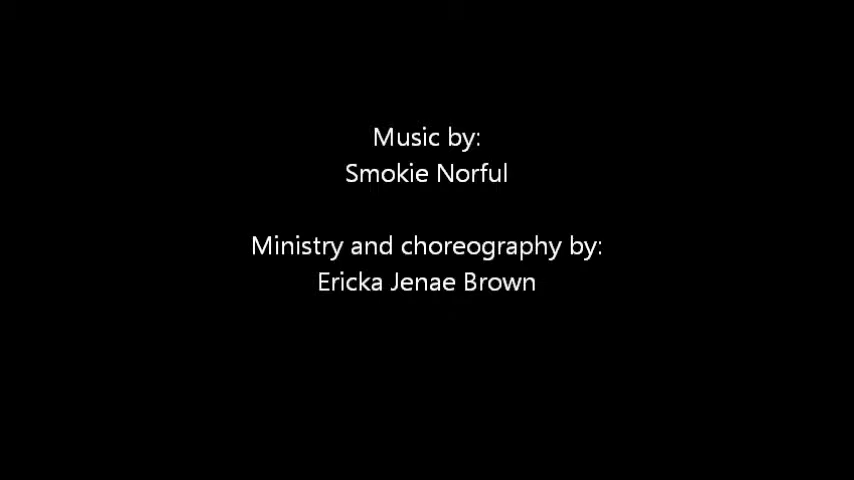 Music by:
Smokie Norful
Ministry and choreography by:
Ericka Jenae Brown